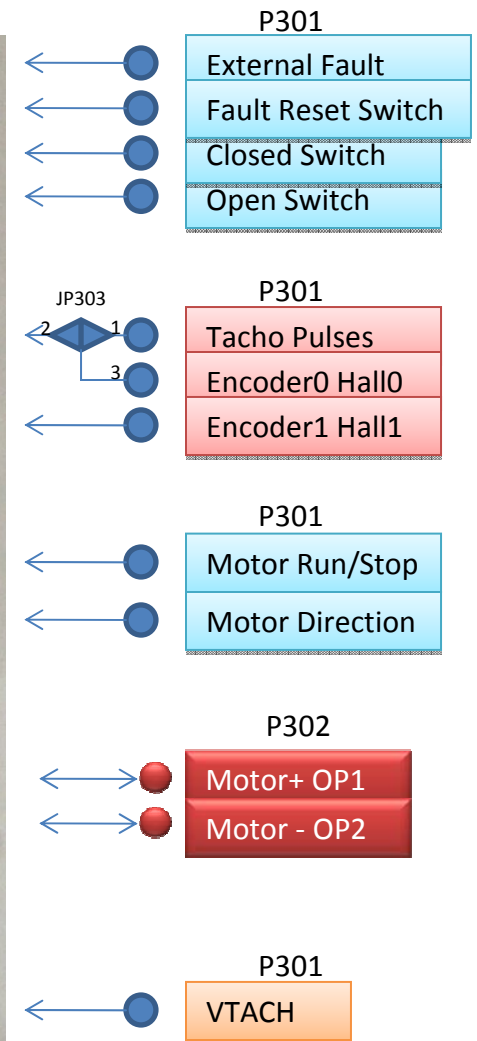 P301
External Fault
Fault Reset Switch
Closed Switch
Open Switch
JP303
P301
2 1 Tacho Pulses
3 Encoder0 Hall0
Encoder1 Hall1
P301
Motor Run/Stop
Motor Direction
P302
Motor+ OP1
Motor - OP2
P301
VTACH